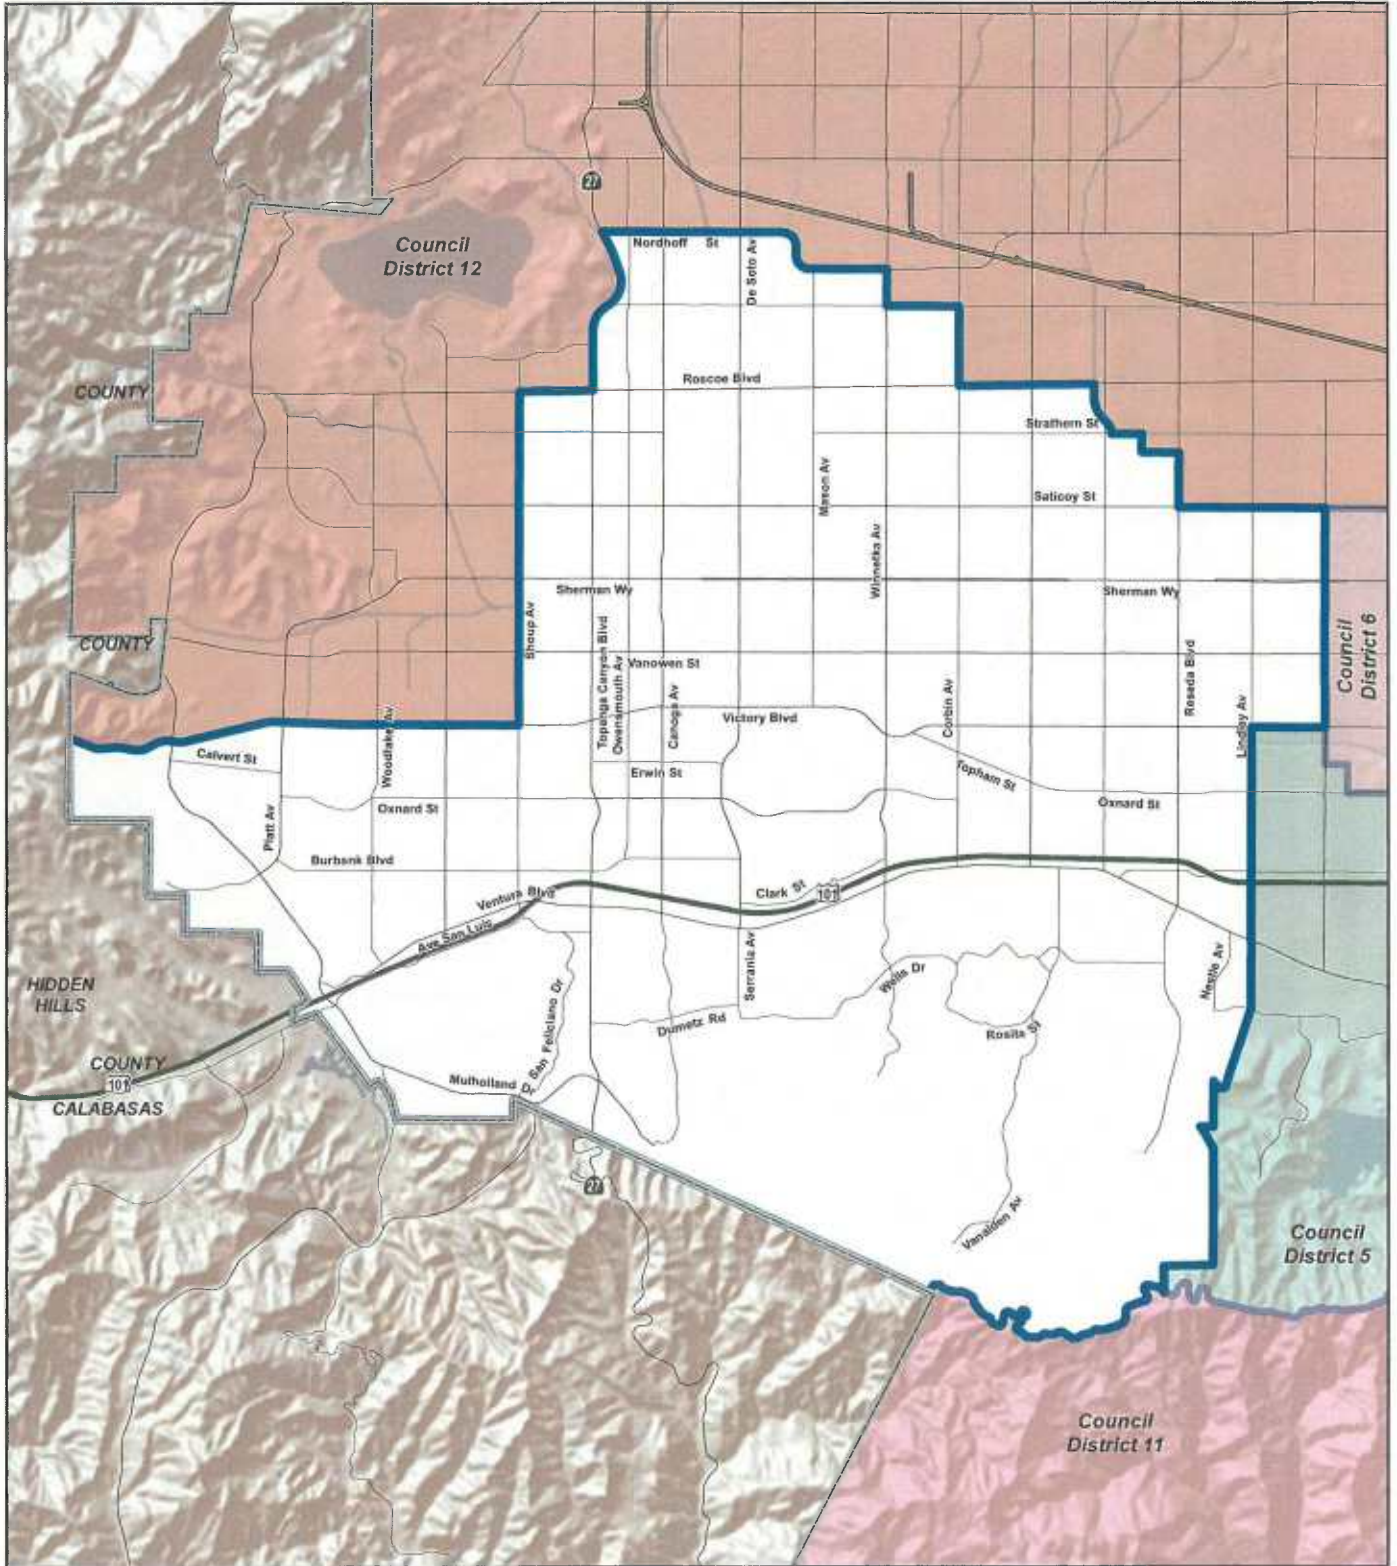 27
Council
District 12
Nordhoff St
De Soto Av
Roscoe Blvd
COUNTY
Strathern St
Mason Av
Saticoy St
Winnetka Av
Sherman Wy
Sherman Wy
Shoup Av
Topanga Canyon Blvd
Owensmouth Av
COUNTY
Vanowen St
Council
District 6
Reseda Blvd
Canoga Av
Corbin Av
Lindley Av
Woodlake Av
Victory Blvd
Calvert St
Erwin St
Topham St
Oxnard St
Oxnard St
Platt Av
Burbank Blvd
Ventura Blvd
Clark St
101
Ave San Luis
Serrania Av
Wells Dr
Nestle Av
HIDDEN
HILLS
San Feliciano Dr
Dumetz Rd
Rosita St
COUNTY
101
CALABASAS
Mulholland Dr
27
Vanalden Av
Council
District 5
Council
District 11